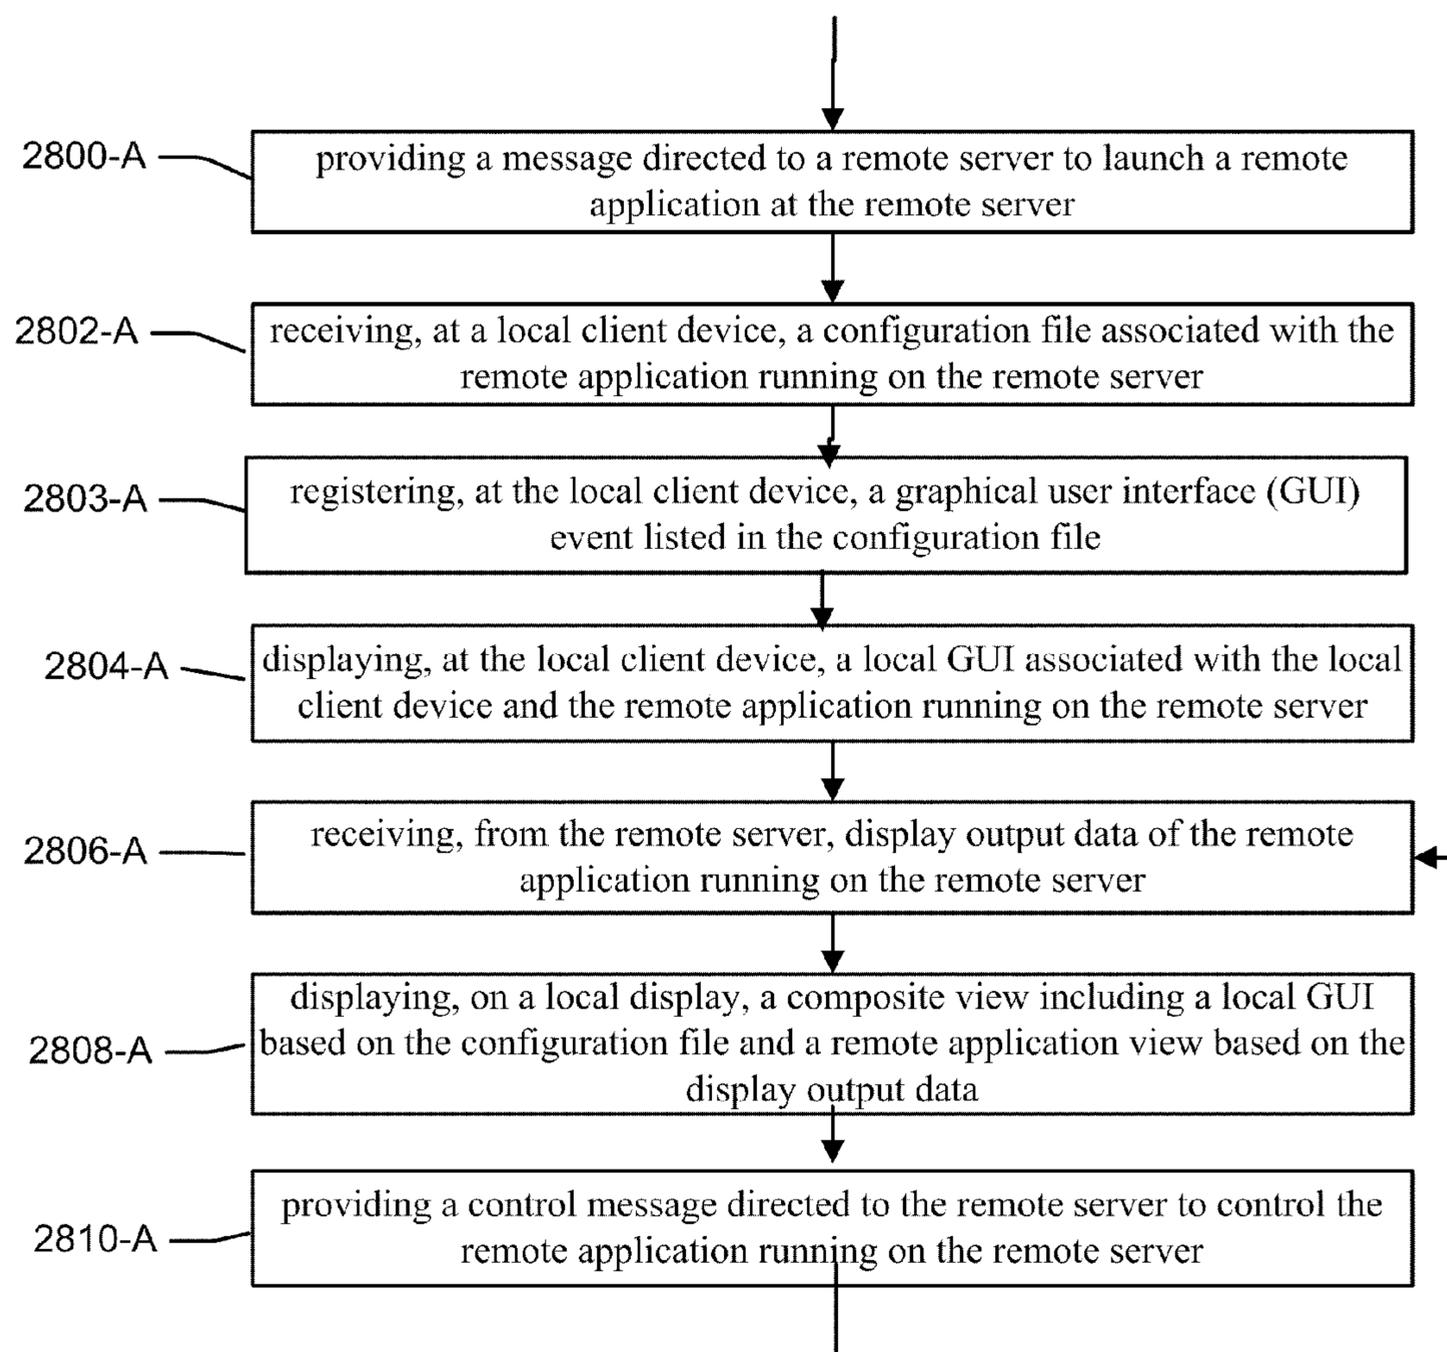 2800-A
providing a message directed to a remote server to launch a remote
application at the remote server
2802-A
receiving, at a local client device, a configuration file associated with the
remote application running on the remote server
2803-A
registering, at the local client device, a graphical user interface (GUI)
event listed in the configuration file
2804-A
displaying, at the local client device, a local GUI associated with the local
client device and the remote application running on the remote server
2806-A
receiving, from the remote server, display output data of the remote
application running on the remote server
2808-A
displaying, on a local display, a composite view including a local GUI
based on the configuration file and a remote application view based on the
display output data
2810-A
providing a control message directed to the remote server to control the
remote application running on the remote server